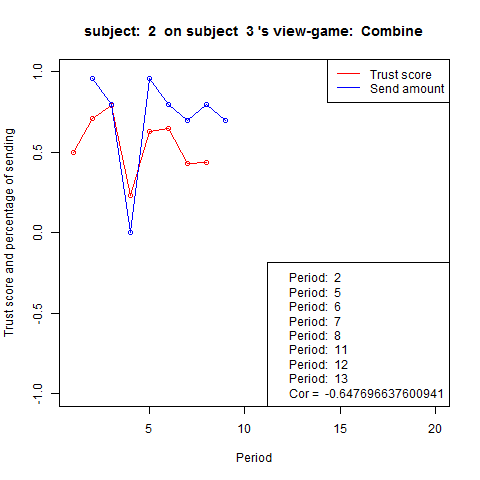 subject: 2 on subject 3 's view-game: Combine
Trust score
Send amount
Trust score and percentage of sending
1.0
0.5
0.0
-0.5
-1.0
Period: 2
Period: 5
Period: 6
Period: 7
Period: 8
Period: 11
Period: 12
Period: 13
Cor = -0.647696637600941
5 10 15 20
Period